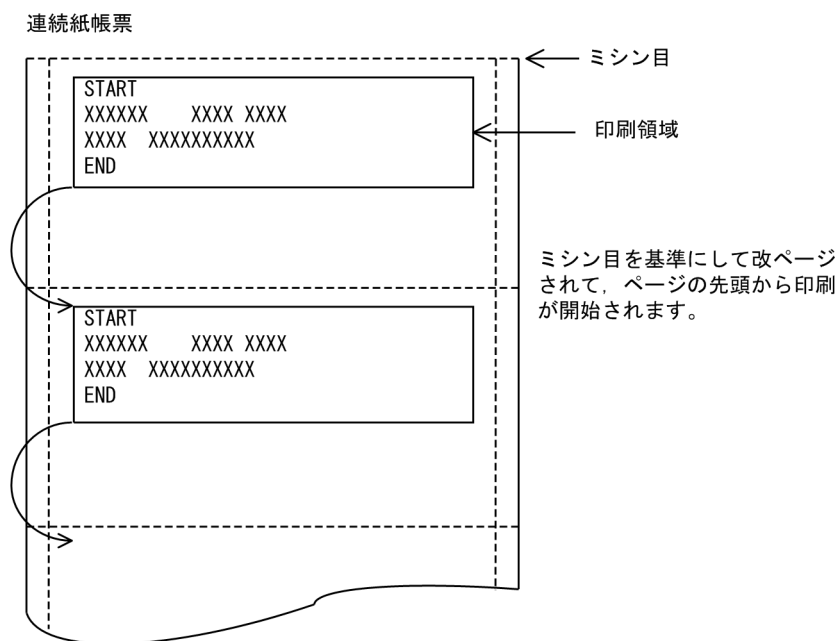 連続紙帳票
ミシン目
START
XXXXXX    XXXX XXXX
XXXX  XXXXXXXXXX
END
印刷領域
ミシン目を基準にして改ページ
されて，ページの先頭から印刷
が開始されます。
START
XXXXXX    XXXX XXXX
XXXX  XXXXXXXXXX
END